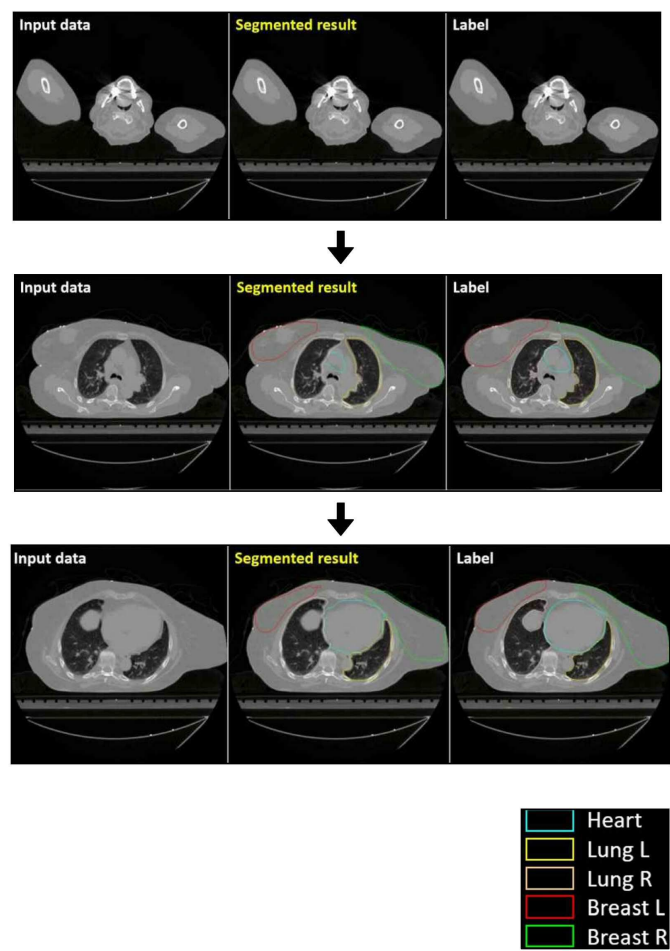 Input data Segmented result Label
Input data Segmented result Label
Input data Segmented result Label
Heart
Lung L
Lung R
Breast L
Breast R